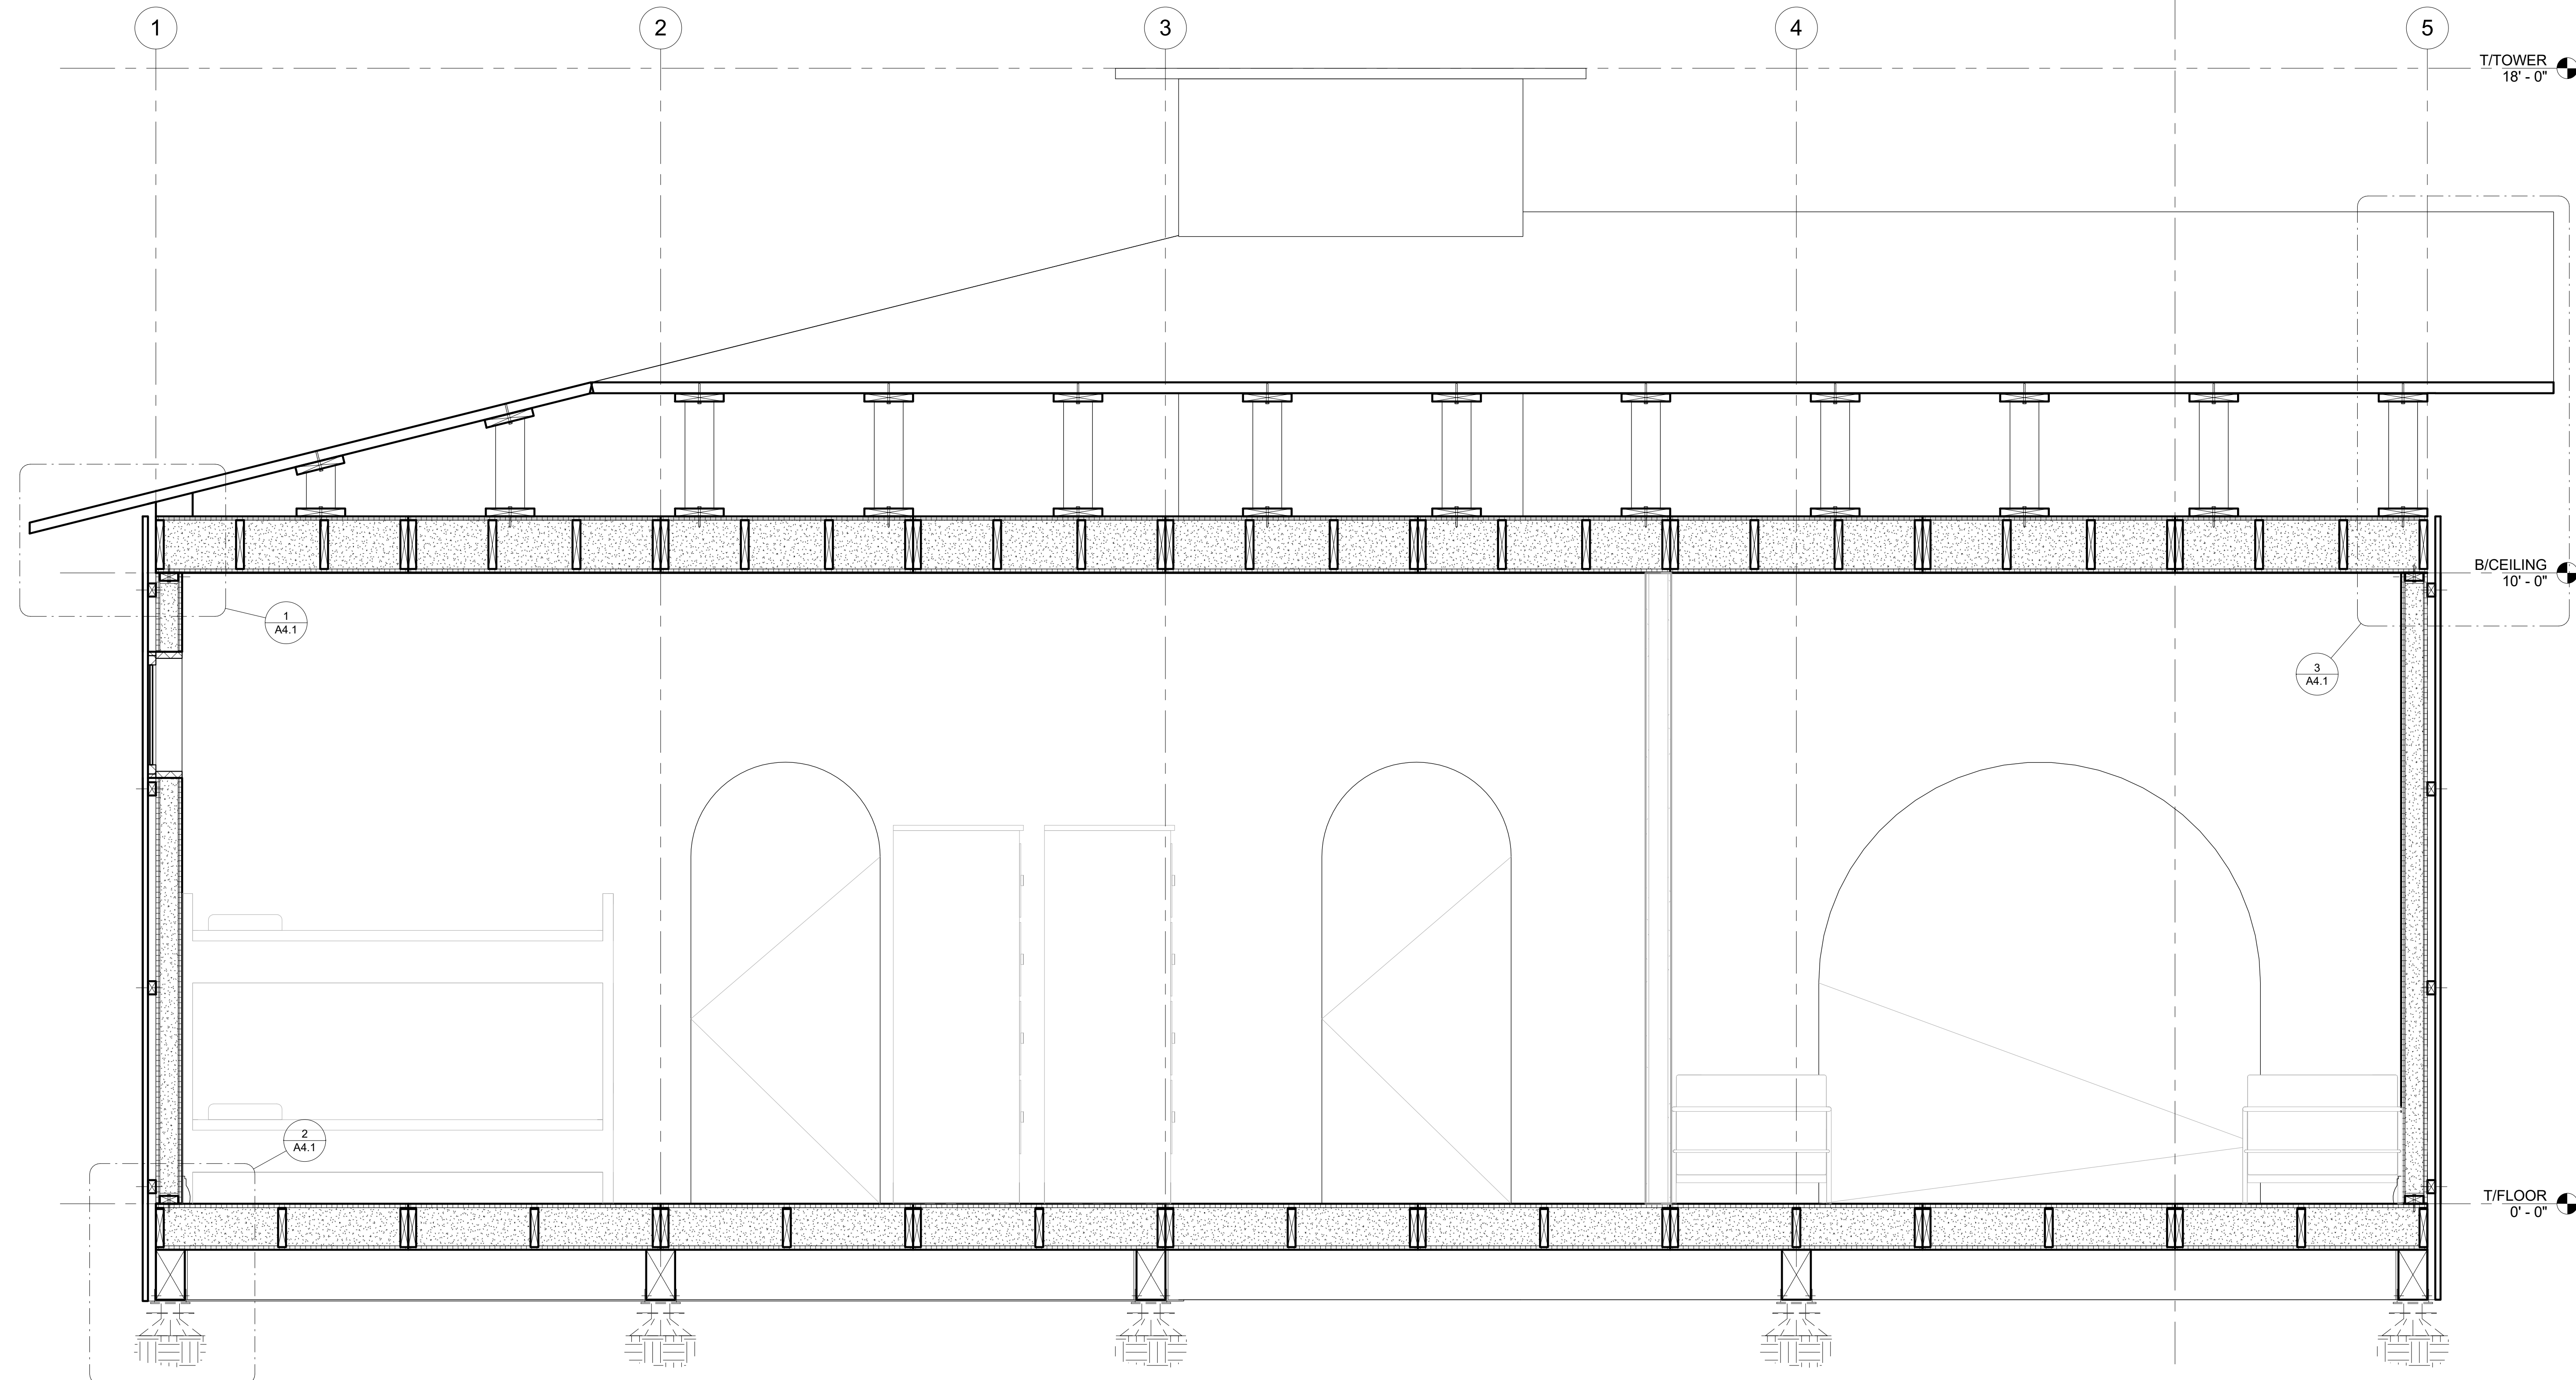 1
2
3
4
5
T/TOWER
18' - 0"
B/CEILING
10' - 0"
1
A4.1
3
A4.1
2
A4.1
T/FLOOR
0' - 0"